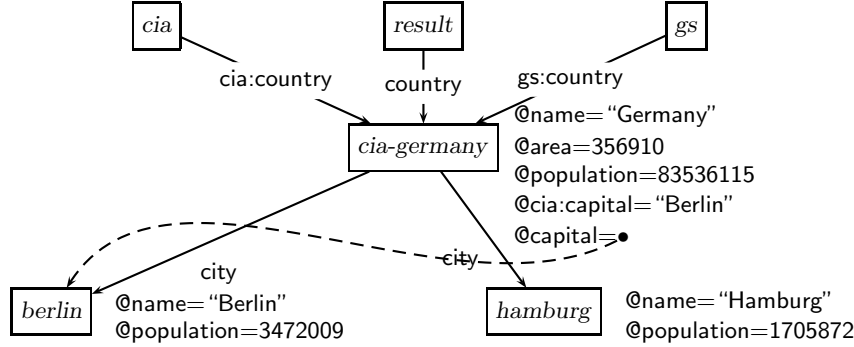 cia result gs
cia:country country gs:country
@name=“Germany”
cia-germany @area=356910
@population=83536115
@cia:capital=“Berlin”
@capital=●
city city
berlin @name=“Berlin” hamburg @name=“Hamburg”
@population=3472009 @population=1705872